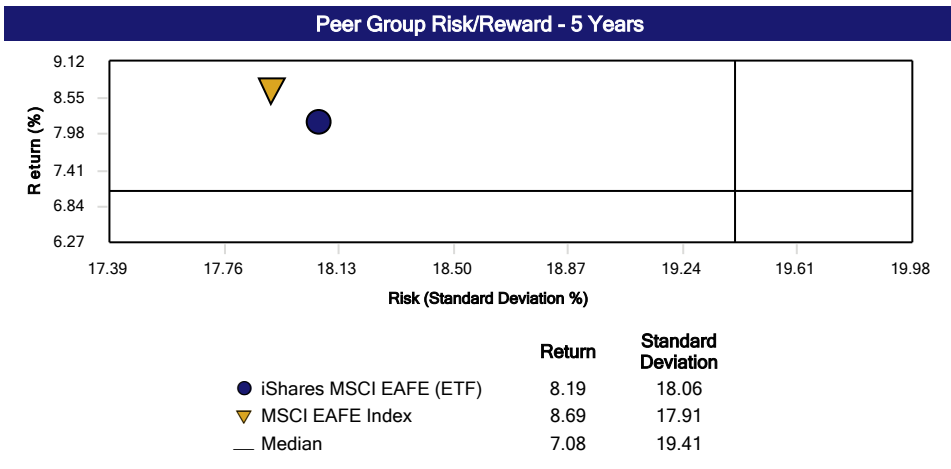 Peer Group Risk/Reward - 5 Years
9.12
8.55
7.98
7.41
6.84
6.27
Return (%)
17.39 17.76 18.13 18.50 18.87 19.24 19.61 19.98
Risk (Standard Deviation %)
Return Standard Deviation
iShares MSCI EAFE (ETF) 8.19 18.06
MSCI EAFE Index 8.69 17.91
Median 7.08 19.41